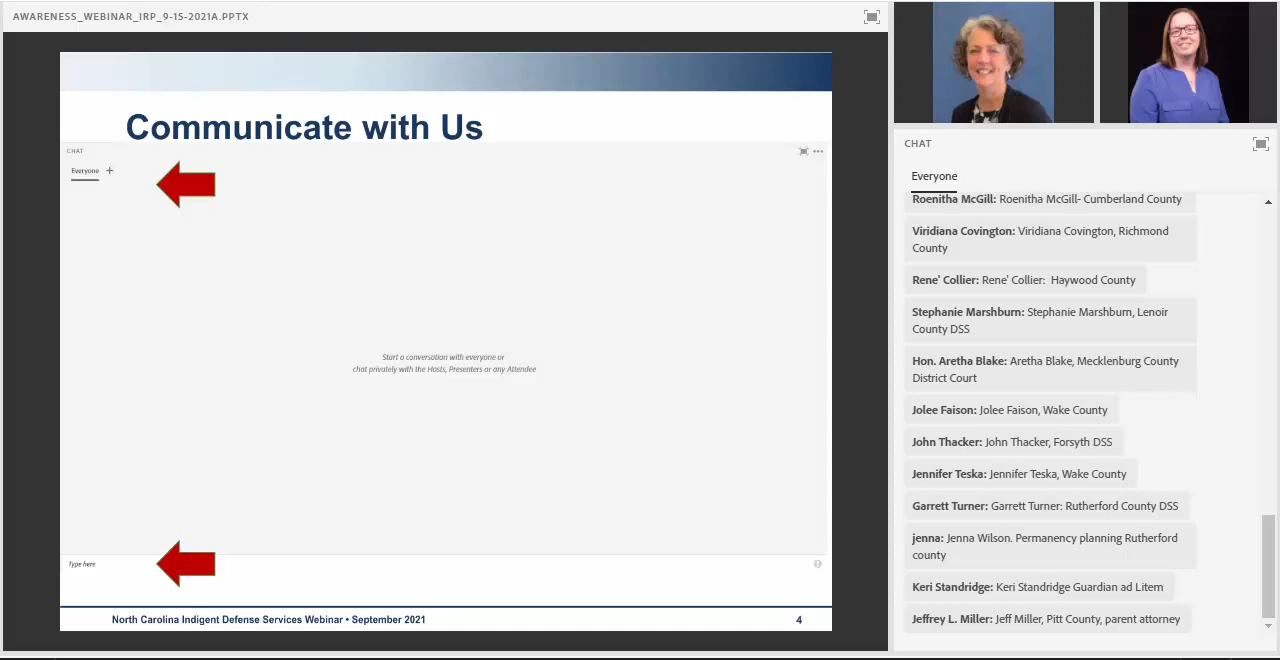 AWARENESS_WEBINAR_IRP_9-15-2021A.PPTX
Communicate with Us
CHAT
Everyone +
Start a conversation with everyone or
chat privately with the Hosts, Presenters or any Attendee
Type here
North Carolina Indigent Defense Services Webinar • September 2021
4
CHAT
Everyone
Roenitha McGill: Roenitha McGill- Cumberland County
Viridiana Covington: Viridiana Covington, Richmond
County
Rene' Collier: Rene' Collier:  Haywood County
Stephanie Marshburn: Stephanie Marshburn, Lenoir
County DSS
Hon. Aretha Blake: Aretha Blake, Mecklenburg County
District Court
Jolee Faison: Jolee Faison, Wake County
John Thacker: John Thacker, Forsyth DSS
Jennifer Teska: Jennifer Teska, Wake County
Garrett Turner: Garrett Turner: Rutherford County DSS
jenna: Jenna Wilson. Permanency planning Rutherford
county
Keri Standridge: Keri Standridge Guardian ad Litem
Jeffrey L. Miller: Jeff Miller, Pitt County, parent attorney